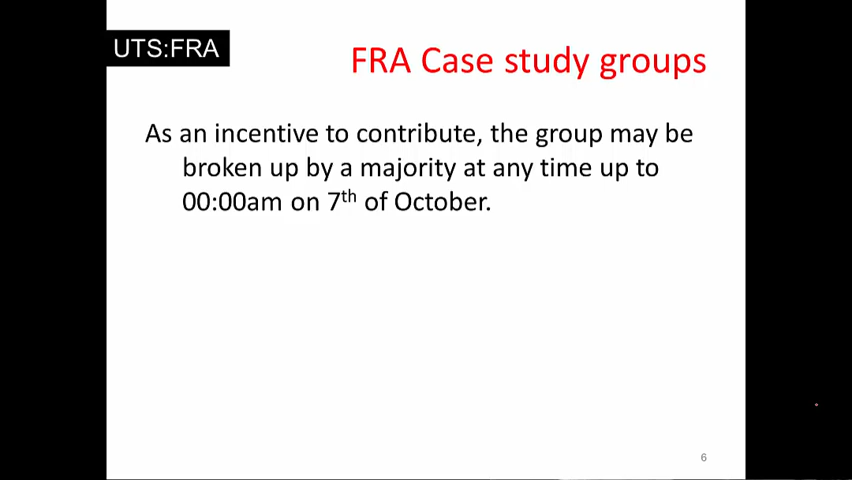 UTS:FRA
FRA Case study groups
As an incentive to contribute, the group may be
broken up by a majority at any time up to
00:00am on 7th of October.
6